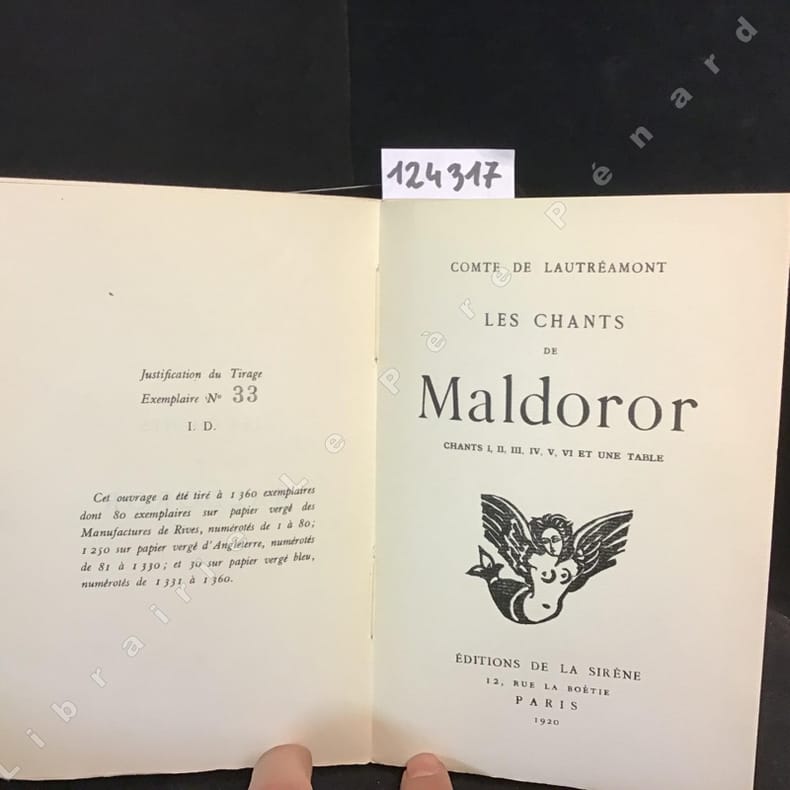 124317
Justification du Tirage
Exemplaire Nº 33
I. D.
Cet ouvrage a été tiré à 1 360 exemplaires
dont 80 exemplaires sur papier vergé des
Manufactures de Rives, numérotés de 1 à 80 ;
1 250 sur papier vergé d'Angleterre, numérotés
de 81 à 1 330 ; et 30 sur papier vergé bleu,
numérotés de 1 331 à 1 360.
COMTE DE LAUTRÉAMONT
LES CHANTS
DE
Maldoror
CHANTS I, II, III, IV, V, VI ET UNE TABLE
ÉDITIONS DE LA SIRÈNE
12, RUE LA BOËTIE
PARIS
1920
Librairie Le Père Pénard